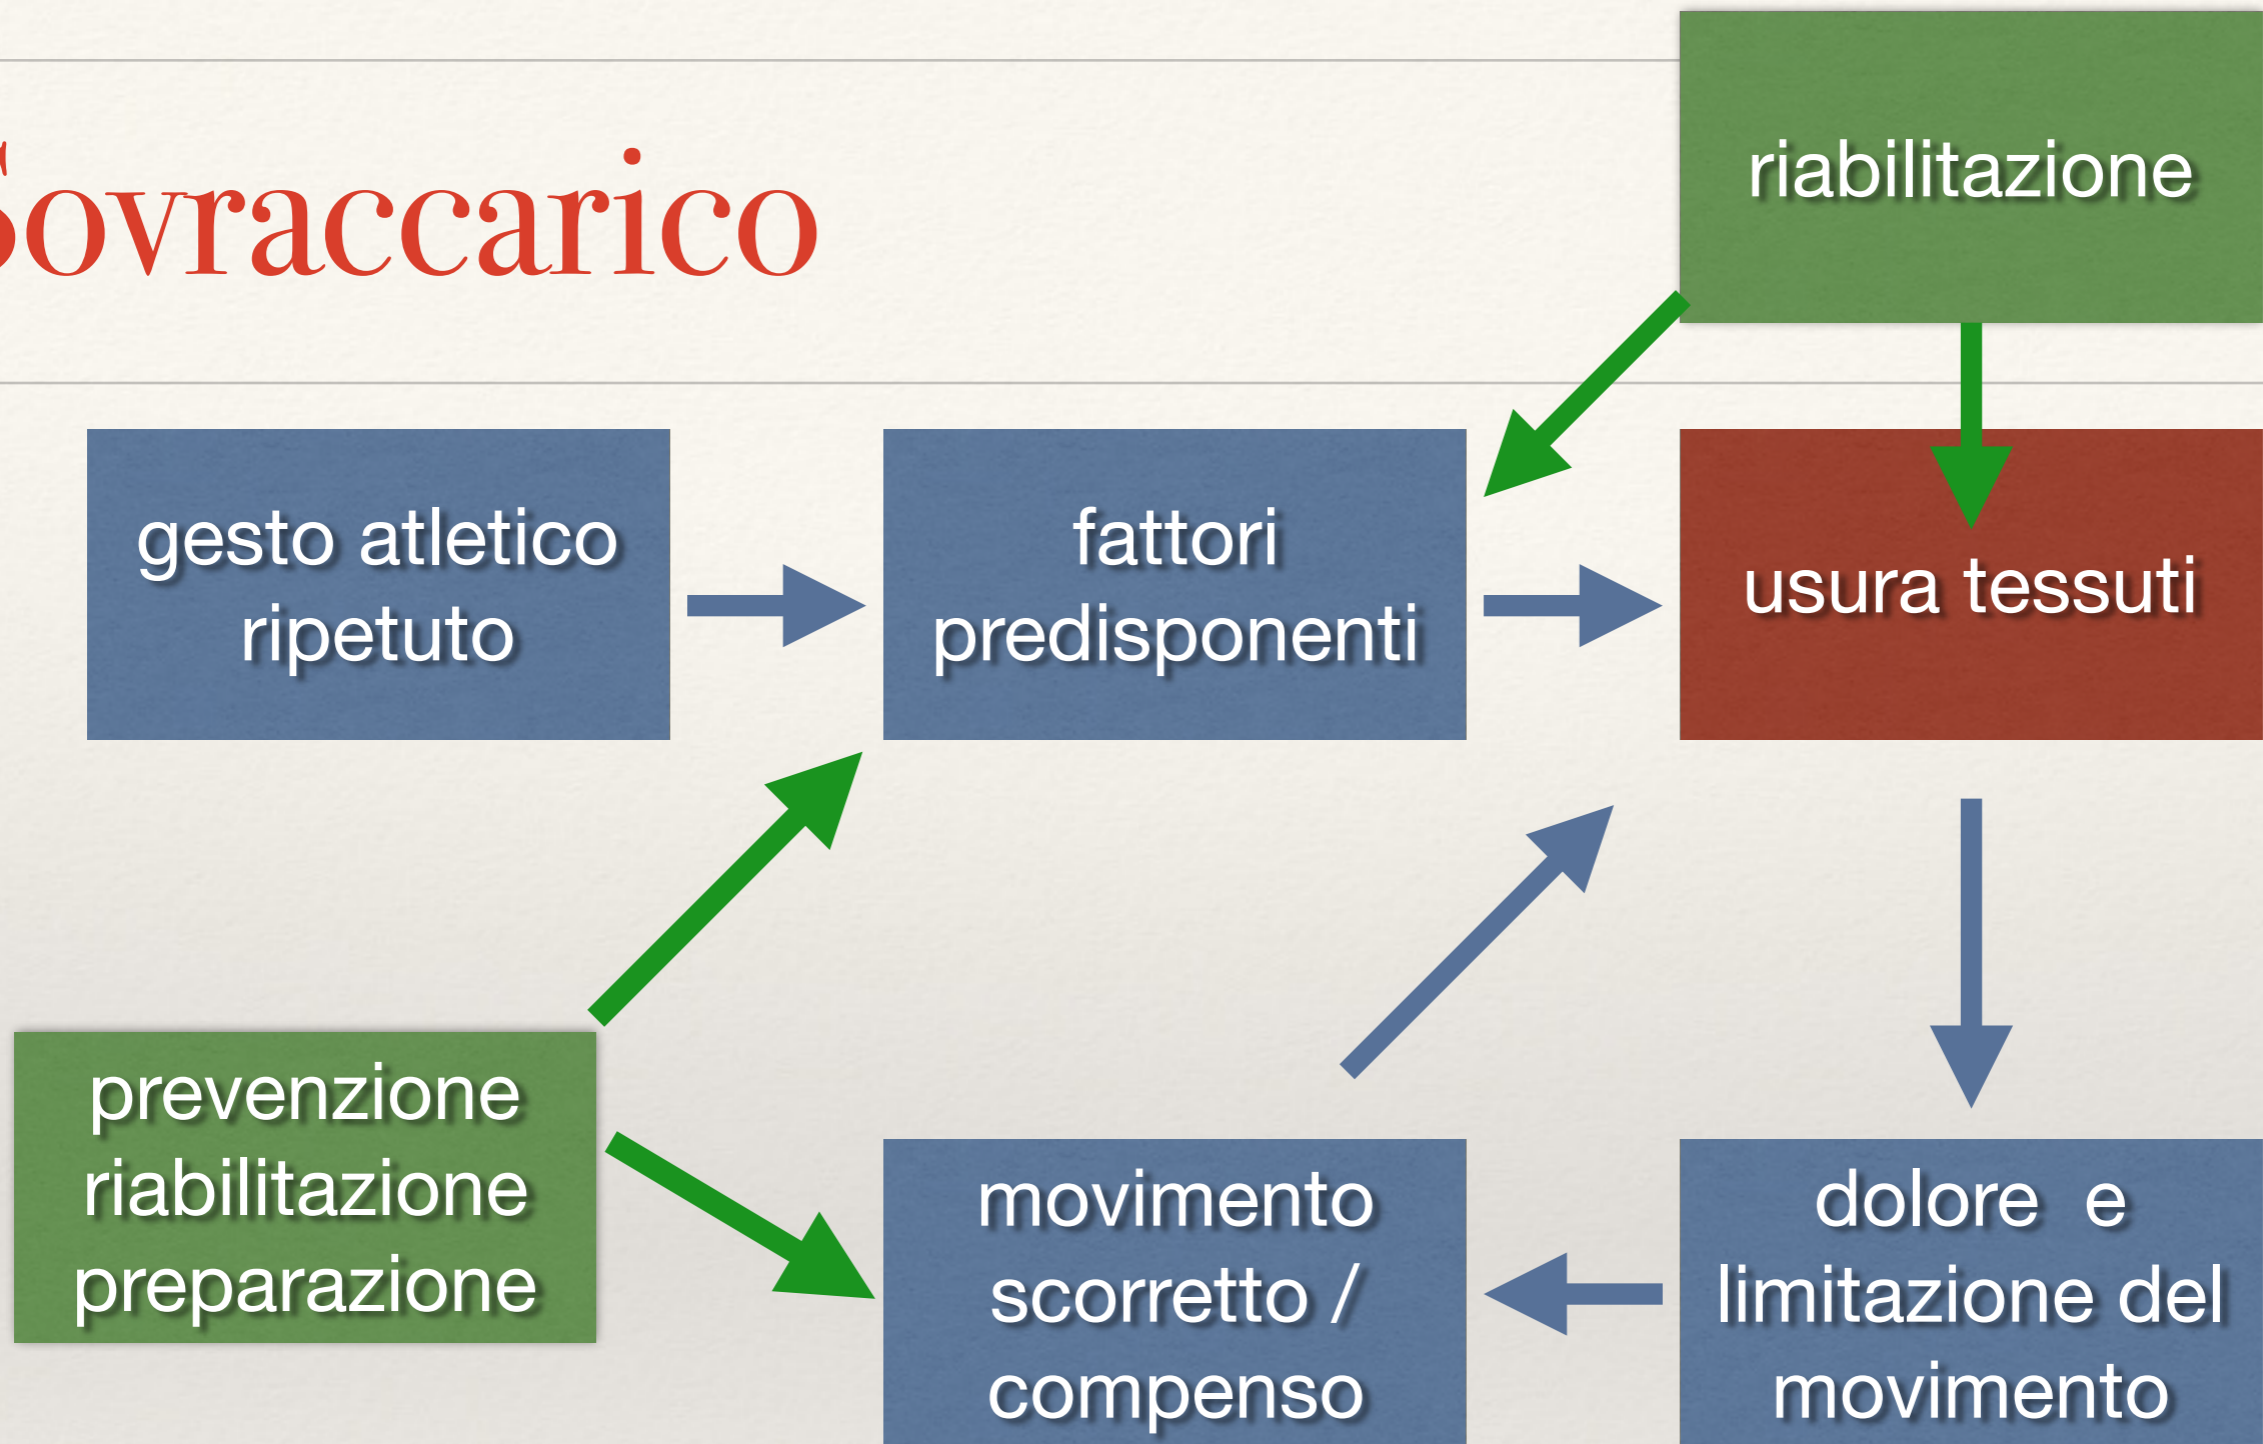 Sovraccarico
riabilitazione
gesto atletico
ripetuto
fattori
predisponenti
usura tessuti
prevenzione
riabilitazione
preparazione
movimento
scorretto /
compenso
dolore e
limitazione del
movimento